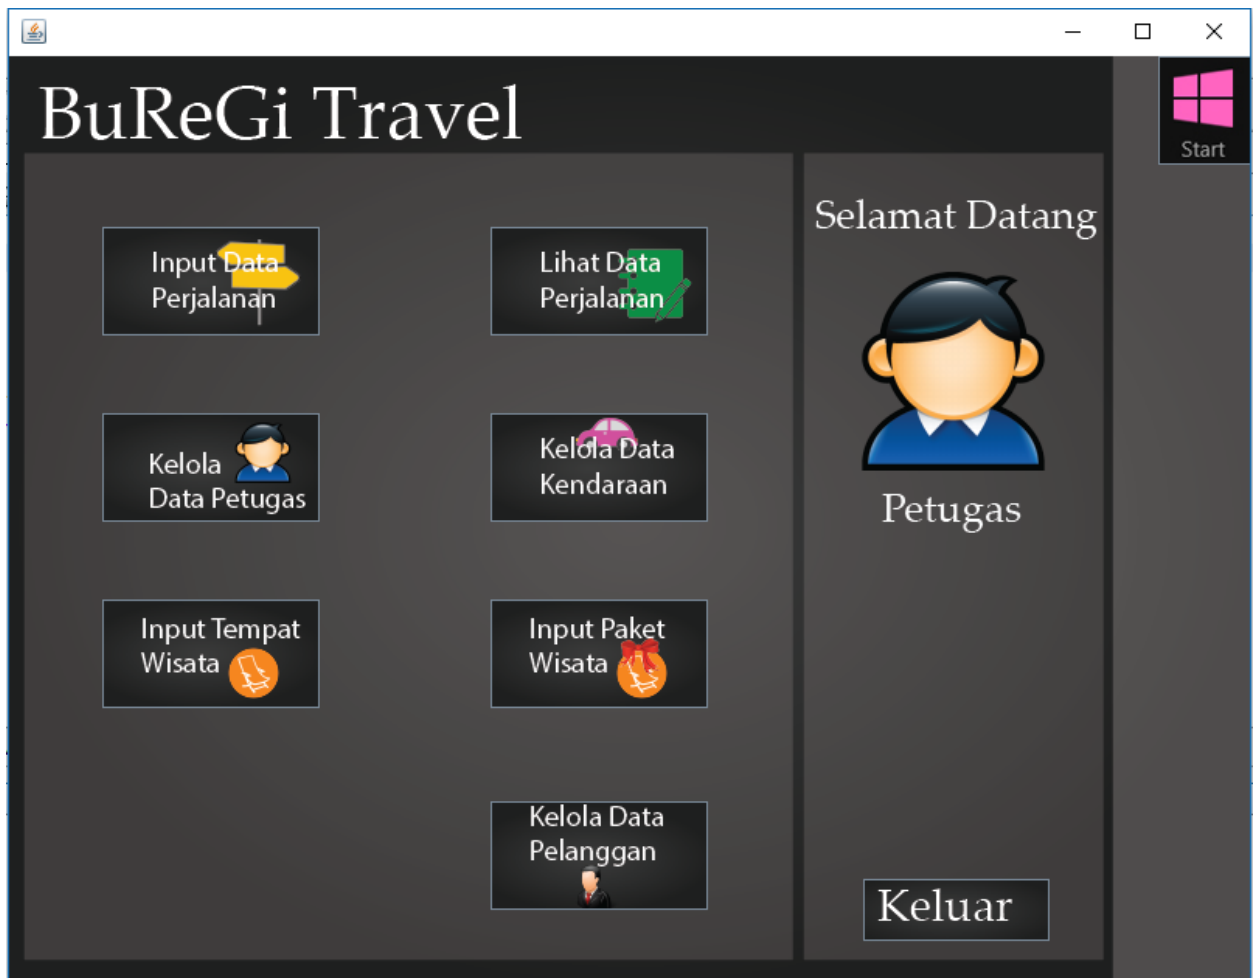 BuReGi Travel
Start
Selamat Datang
Input Data
Perjalanan
Lihat Data
Perjalanan
Kelola
Data Petugas
Kelola Data
Kendaraan
Petugas
Input Tempat
Wisata
Input Paket
Wisata
Kelola Data
Pelanggan
Keluar